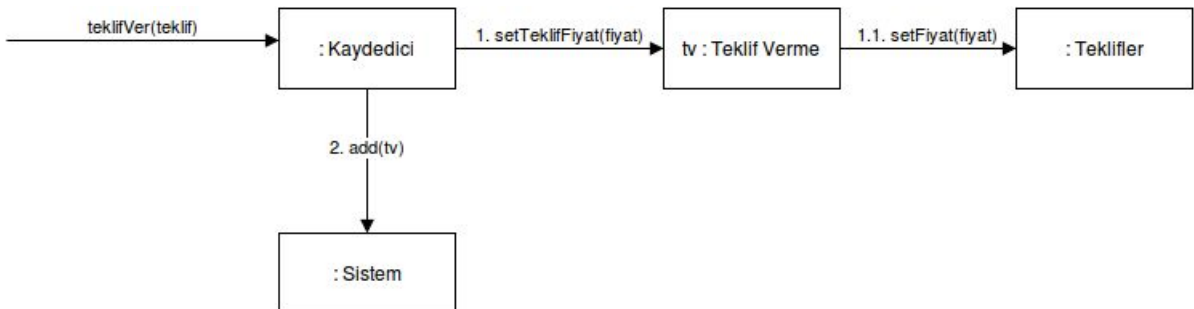 teklifVer(teklif)
: Kaydedici
1. setTeklifFiyat(fiyat)
tv : Teklif Verme
1.1. setFiyat(fiyat)
: Teklifler
2. add(tv)
: Sistem